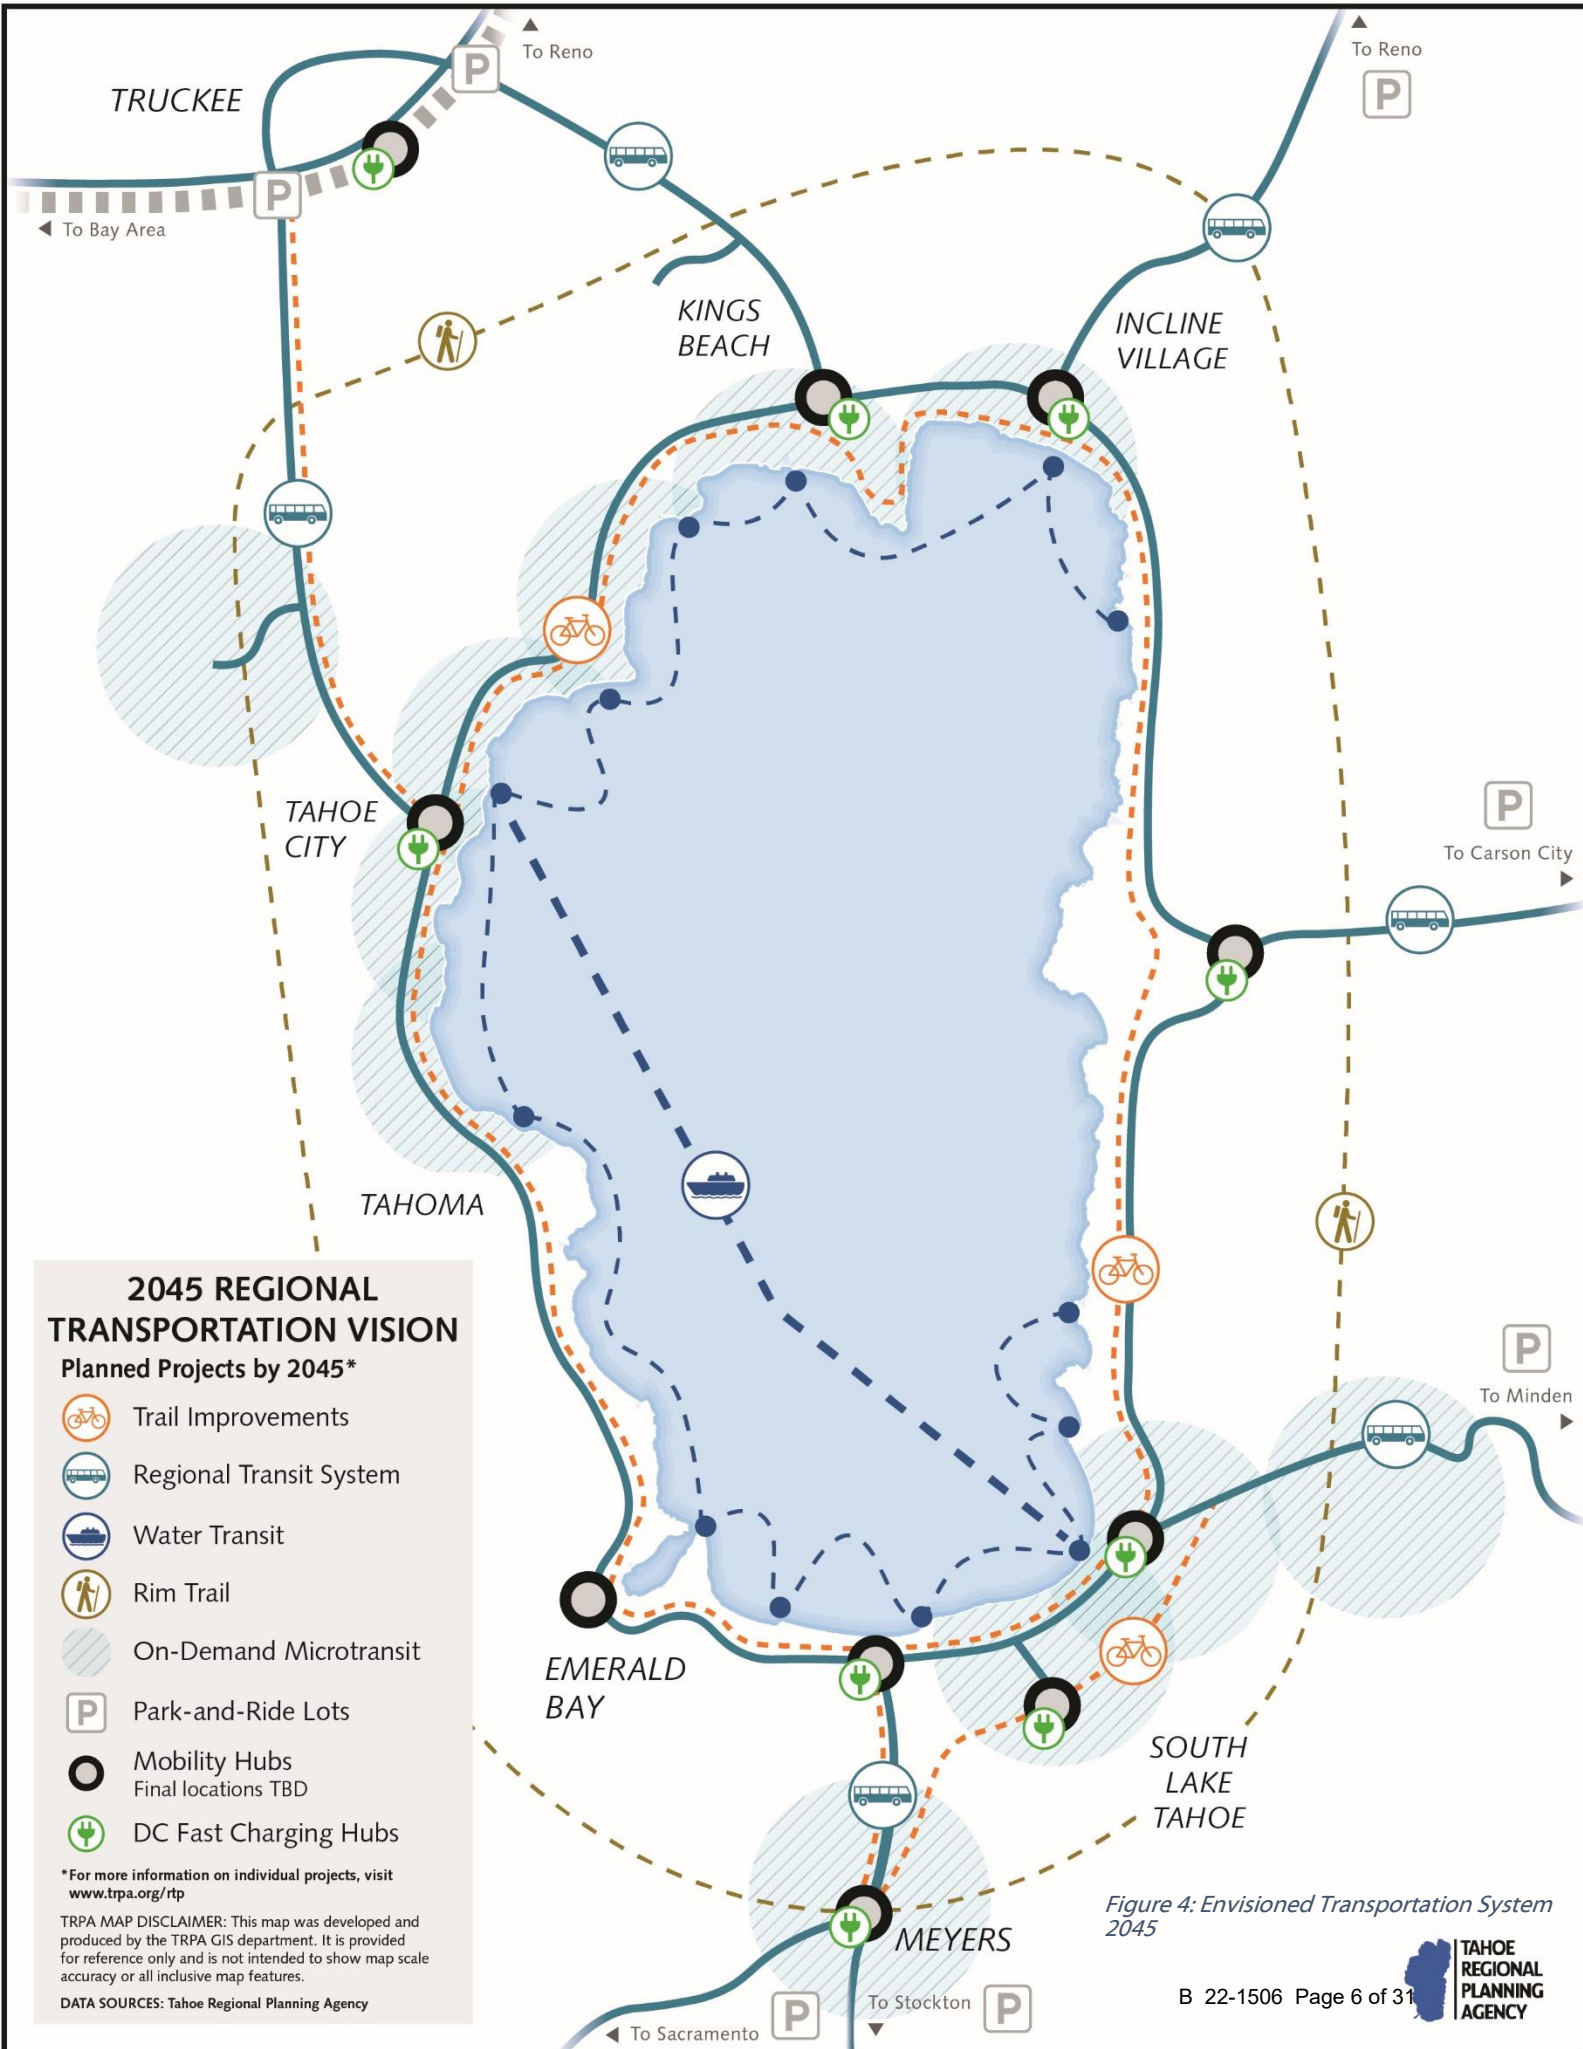 To Reno
To Reno
P
P
TRUCKEE
P
To Bay Area
KINGS
BEACH
INCLINE
VILLAGE
TAHOE
CITY
P
To Carson City
TAHOMA
2045 REGIONAL
TRANSPORTATION VISION
Planned Projects by 2045*
Trail Improvements
Regional Transit System
Water Transit
Rim Trail
On-Demand Microtransit
P Park-and-Ride Lots
Mobility Hubs
Final locations TBD
DC Fast Charging Hubs
*For more information on individual projects, visit
www.trpa.org/rtp
TRPA MAP DISCLAIMER: This map was developed and
produced by the TRPA GIS department. It is provided
for reference only and is not intended to show map scale
accuracy or all inclusive map features.
DATA SOURCES: Tahoe Regional Planning Agency
P
To Minden
EMERALD
BAY
SOUTH
LAKE
TAHOE
MEYERS
To Sacramento
P
To Stockton
P
Figure 4: Envisioned Transportation System
2045
B 22-1506 Page 6 of 31
TAHOE
REGIONAL
PLANNING
AGENCY